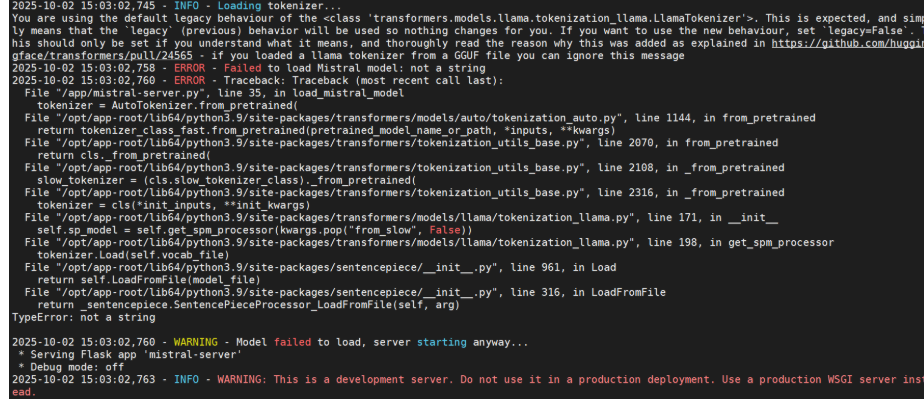 2025-10-02 15:03:02,745 - INFO - Loading tokenizer...
You are using the default legacy behaviour of the <class 'transformers.models.llama.tokenization_llama.LlamaTokenizer'>. This is expected, and simp
ly means that the `legacy` (previous) behavior will be used so nothing changes for you. If you want to use the new behaviour, set `legacy=False`. T
his should only be set if you understand what it means, and thoroughly read the reason why this was added as explained in https://github.com/huggin
gface/transformers/pull/24565 - if you loaded a llama tokenizer from a GGUF file you can ignore this message
2025-10-02 15:03:02,758 - ERROR - Failed to load Mistral model: not a string
2025-10-02 15:03:02,760 - ERROR - Traceback: Traceback (most recent call last):
  File "/app/mistral-server.py", line 35, in load_mistral_model
    tokenizer = AutoTokenizer.from_pretrained(
  File "/opt/app-root/lib64/python3.9/site-packages/transformers/models/auto/tokenization_auto.py", line 1144, in from_pretrained
    return tokenizer_class_fast.from_pretrained(pretrained_model_name_or_path, *inputs, **kwargs)
  File "/opt/app-root/lib64/python3.9/site-packages/transformers/tokenization_utils_base.py", line 2070, in from_pretrained
    return cls._from_pretrained(
  File "/opt/app-root/lib64/python3.9/site-packages/transformers/tokenization_utils_base.py", line 2108, in _from_pretrained
    slow_tokenizer = (cls.slow_tokenizer_class)._from_pretrained(
  File "/opt/app-root/lib64/python3.9/site-packages/transformers/tokenization_utils_base.py", line 2316, in _from_pretrained
    tokenizer = cls(*init_inputs, **init_kwargs)
  File "/opt/app-root/lib64/python3.9/site-packages/transformers/models/llama/tokenization_llama.py", line 171, in __init__
    self.sp_model = self.get_spm_processor(kwargs.pop("from_slow", False))
  File "/opt/app-root/lib64/python3.9/site-packages/transformers/models/llama/tokenization_llama.py", line 198, in get_spm_processor
    tokenizer.Load(self.vocab_file)
  File "/opt/app-root/lib64/python3.9/site-packages/sentencepiece/__init__.py", line 961, in Load
    return self.LoadFromFile(model_file)
  File "/opt/app-root/lib64/python3.9/site-packages/sentencepiece/__init__.py", line 316, in LoadFromFile
    return _sentencepiece.SentencePieceProcessor_LoadFromFile(self, arg)
TypeError: not a string

2025-10-02 15:03:02,760 - WARNING - Model failed to load, server starting anyway...
 * Serving Flask app 'mistral-server'
 * Debug mode: off
2025-10-02 15:03:02,763 - INFO - WARNING: This is a development server. Do not use it in a production deployment. Use a production WSGI server inst
ead.